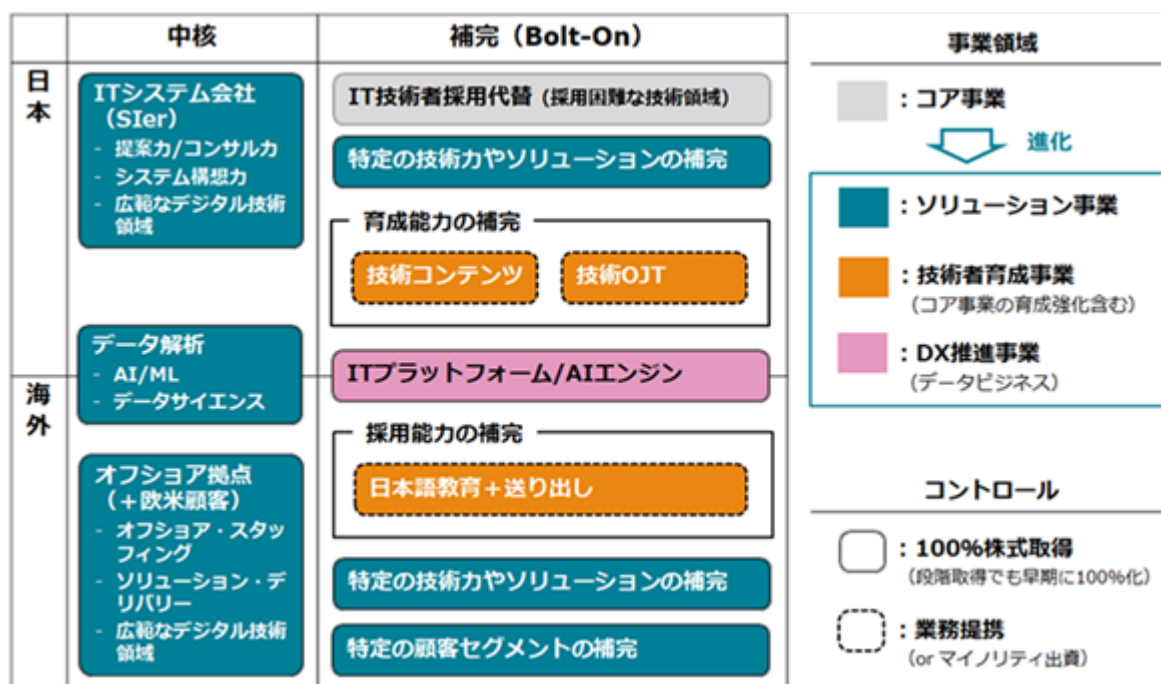 中核
補完（Bolt-On）
日本
ITシステム会社
（SIer）
- 提案力/コンサルカ
- システム構想力
- 広範なデジタル技術
領域
IT技術者採用代替（採用困難な技術領域）
特定の技術力やソリューションの補完
育成能力の補完
技術コンテンツ
技術OJT
データ解析
- AI/ML
- データサイエンス
ITプラットフォーム/AIエンジン
海外
オフショア拠点
（＋欧米顧客）
- オフショア・スタッ
フィング
- ソリューション・デ
リバリー
- 広範なデジタル技術
領域
採用能力の補完
日本語教育＋送り出し
特定の技術力やソリューションの補完
特定の顧客セグメントの補完
事業領域
：コア事業
進化
：ソリューション事業
：技術者育成事業
（コア事業の育成強化含む）
：DX推進事業
（データビジネス）
コントロール
：100%株式取得
（段階取得でも早期に100%化）
：業務提携
（or マイノリティ出資）